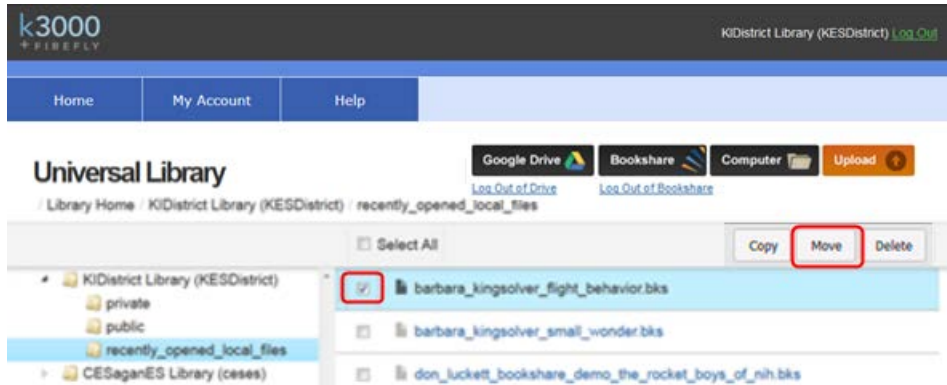 k3000
+ FIREFLY
KIDistrict Library (KESDistrict) Log Out
Home My Account Help
Universal Library
Google Drive Bookshare Computer Upload
Log Out of Drive Log Out of Bookshare
/ Library Home / KIDistrict Library (KESDistrict) / recently_opened_local_files
Select All Copy Move Delete
KIDistrict Library (KESDistrict)
private
public
recently_opened_local_files
CESaganES Library (ceses)
barbara_kingsolver_flight_behavior.bks
barbara_kingsolver_small_wonder.bks
don_luckett_bookshare_demo_the_rocket_boys_of_nih.bks